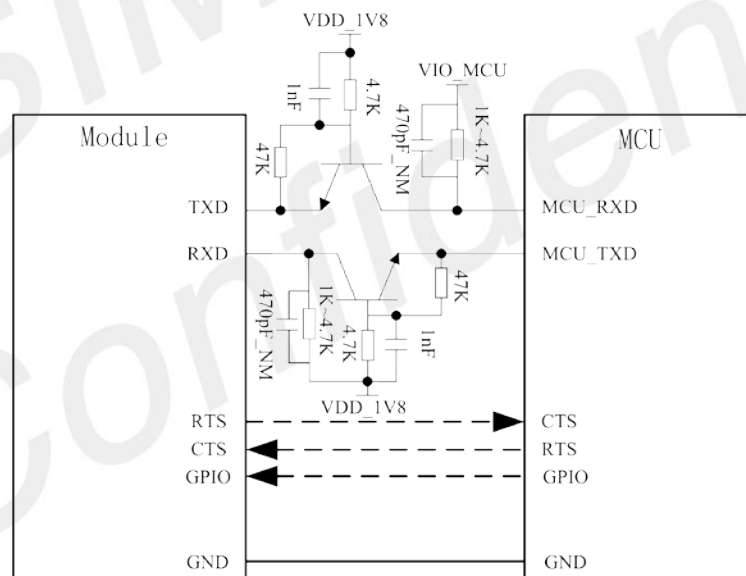 VDD_1V8
VIO_MCU
1nF
4.7K
470pF_NM
1K~4.7K
Module
MCU
47K
TXD
MCU_RXD
RXD
MCU_TXD
47K
470pF_NM
1K~4.7K
4.7K
1nF
VDD_1V8
RTS
CTS
CTS
RTS
GPIO
GPIO
GND
GND